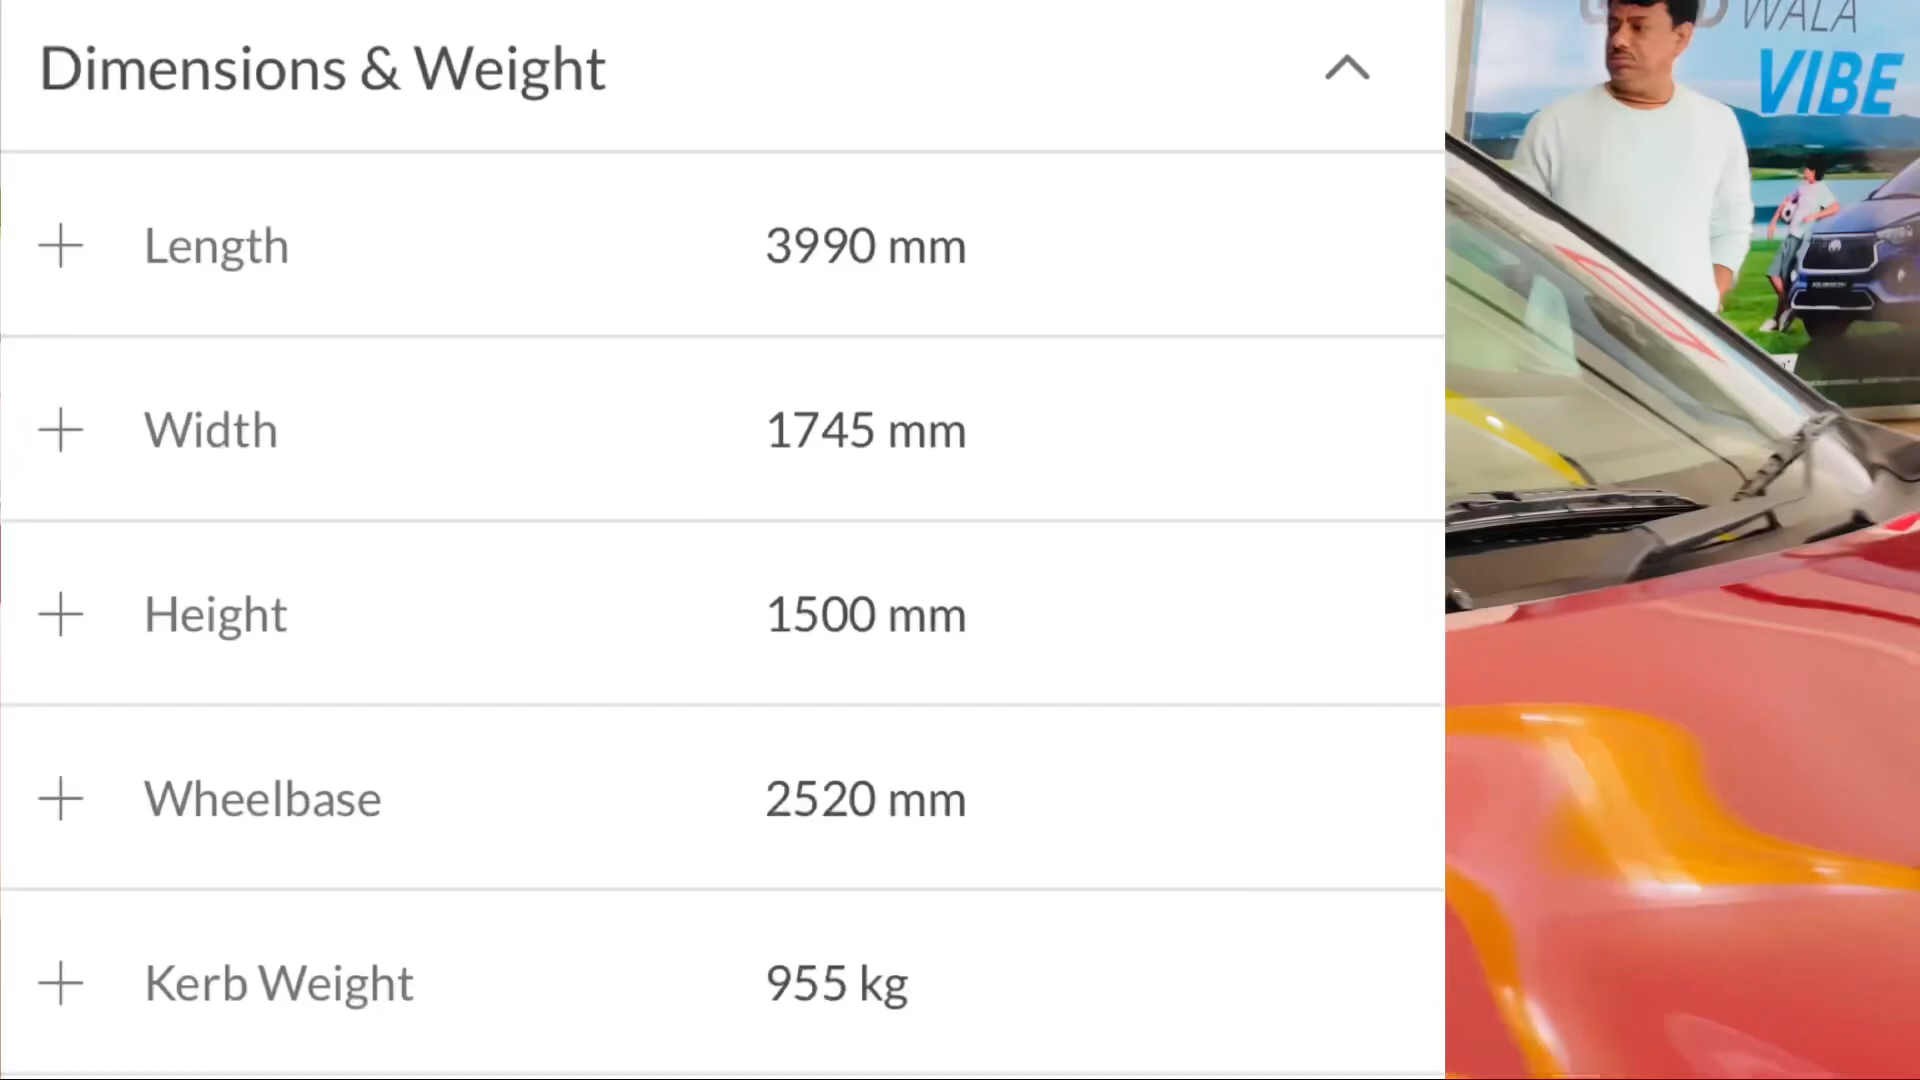 Dimensions & Weight
Length 3990 mm
Width 1745 mm
Height 1500 mm
Wheelbase 2520 mm
Kerb Weight 955 kg
WALA
VIBE